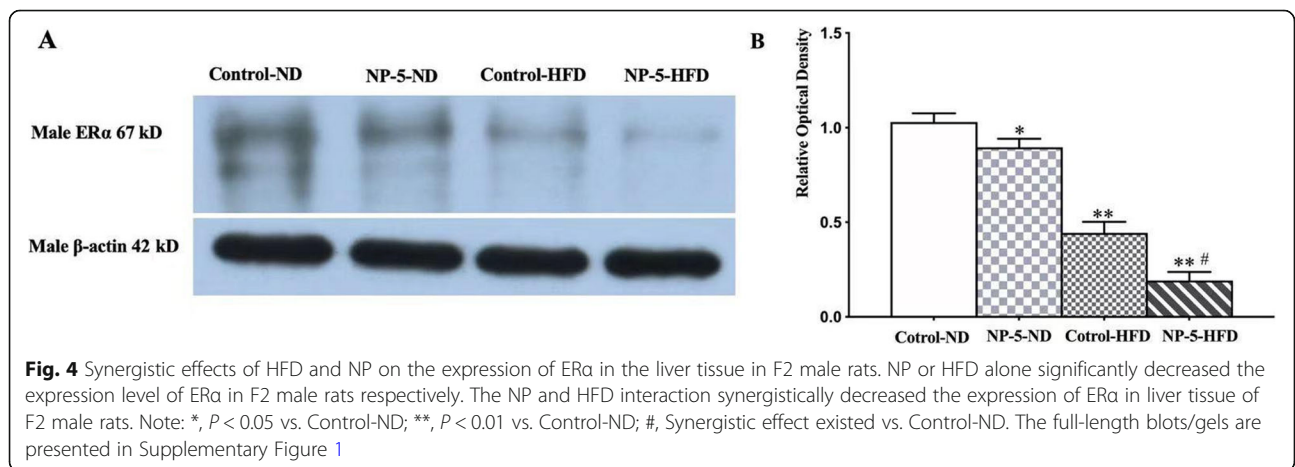 A
Control-ND NP-5-ND Control-HFD NP-5-HFD
Male ERα 67 kD
Male β-actin 42 kD
B
Relative Optical Density
1.5
1.0
0.5
0.0
*
**
** #
Cotrol-ND NP-5-ND Cotrol-HFD NP-5-HFD
Fig. 4 Synergistic effects of HFD and NP on the expression of ERα in the liver tissue in F2 male rats. NP or HFD alone significantly decreased the
expression level of ERα in F2 male rats respectively. The NP and HFD interaction synergistically decreased the expression of ERα in liver tissue of
F2 male rats. Note: *, P < 0.05 vs. Control-ND; **, P < 0.01 vs. Control-ND; #, Synergistic effect existed vs. Control-ND. The full-length blots/gels are
presented in Supplementary Figure 1